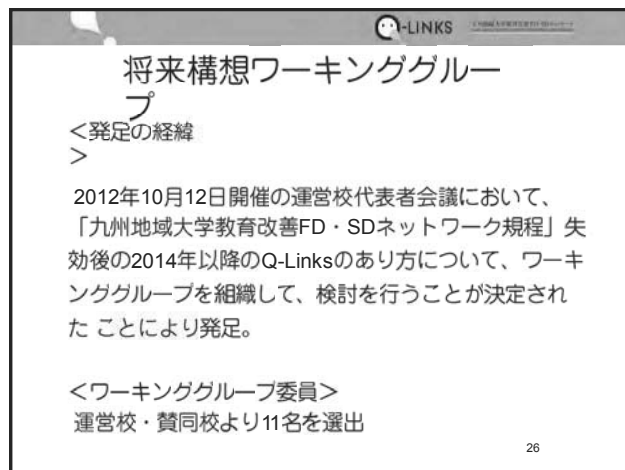 Q-LINKS
将来構想ワーキンググルー
プ
＜発足の経緯
＞
2012年10月12日開催の運営校代表者会議において、
「九州地域大学教育改善FD・SDネットワーク規程」失
効後の2014年以降のQ-Linksのあり方について、ワーキ
ンググループを組織して、検討を行うことが決定され
た ことにより発足。
＜ワーキンググループ委員＞
運営校・賛同校より11名を選出
26